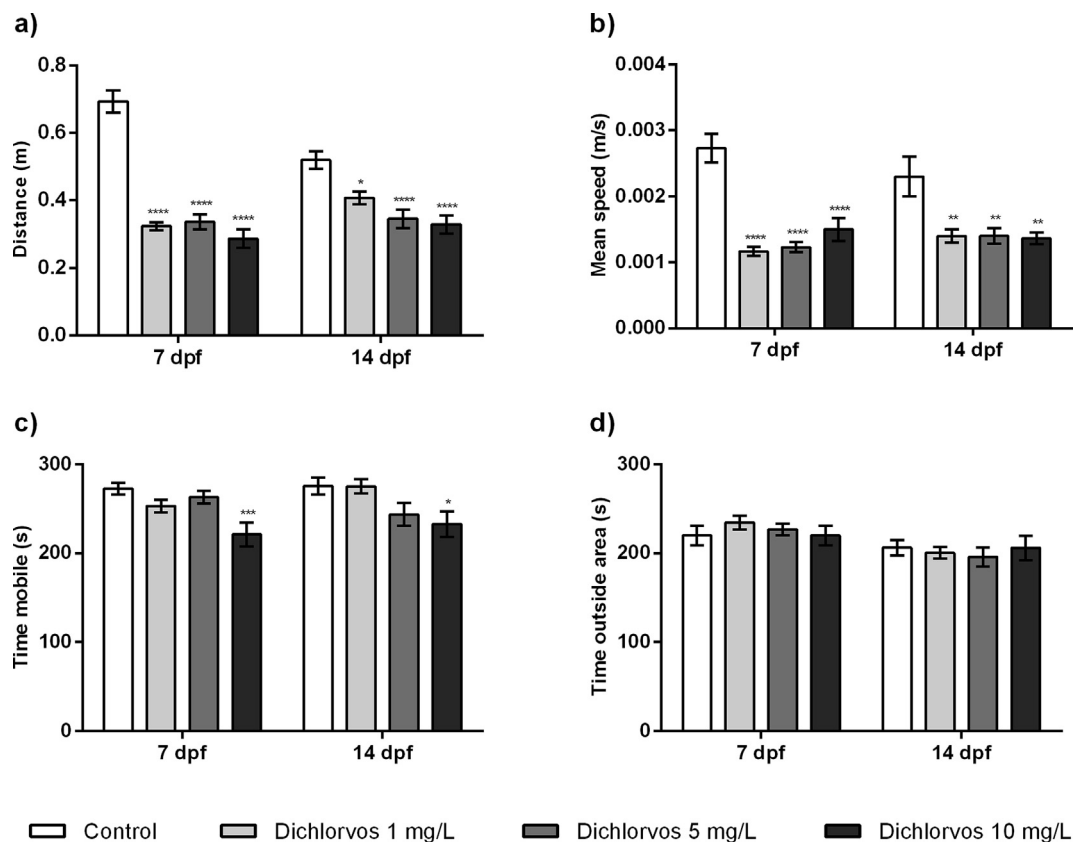 a)
Distance (m)
0.8
0.6
0.4
0.2
0.0
****
****
****
*
****
****
7 dpf
14 dpf
b)
Mean speed (m/s)
0.004
0.003
0.002
0.001
0.000
****
****
****
**
**
**
7 dpf
14 dpf
c)
Time mobile (s)
300
200
100
0
***
*
7 dpf
14 dpf
d)
Time outside area (s)
300
200
100
0
7 dpf
14 dpf
Control
Dichlorvos 1 mg/L
Dichlorvos 5 mg/L
Dichlorvos 10 mg/L